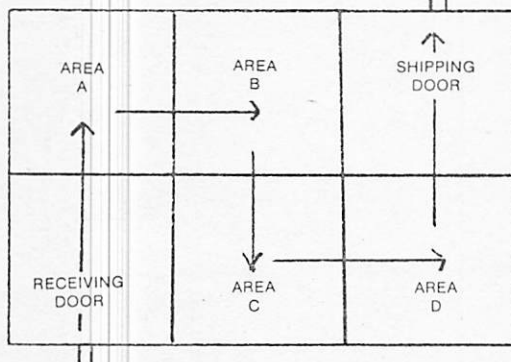 AREA
A
AREA
B
SHIPPING
DOOR
RECEIVING
DOOR
AREA
C
AREA
D